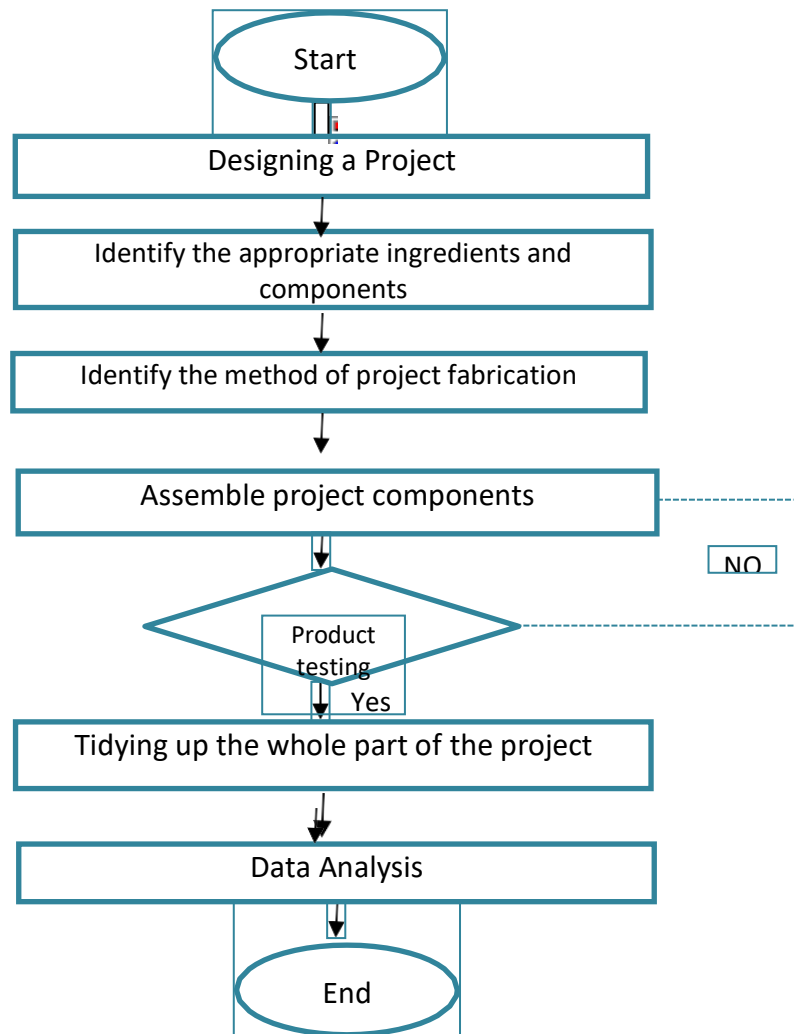 Start
Designing a Project
Identify the appropriate ingredients and
components
Identify the method of project fabrication
Assemble project components
NO
Product
testing
Yes
Tidying up the whole part of the project
Data Analysis
End